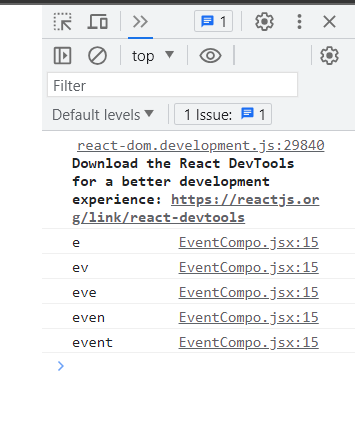 1
top
Filter
Default levels
1 Issue: 1
react-dom.development.js:29840
Download the React DevTools
for a better development
experience: https://reactjs.or
g/link/react-devtools
e EventCompo.jsx:15
ev EventCompo.jsx:15
eve EventCompo.jsx:15
even EventCompo.jsx:15
event EventCompo.jsx:15